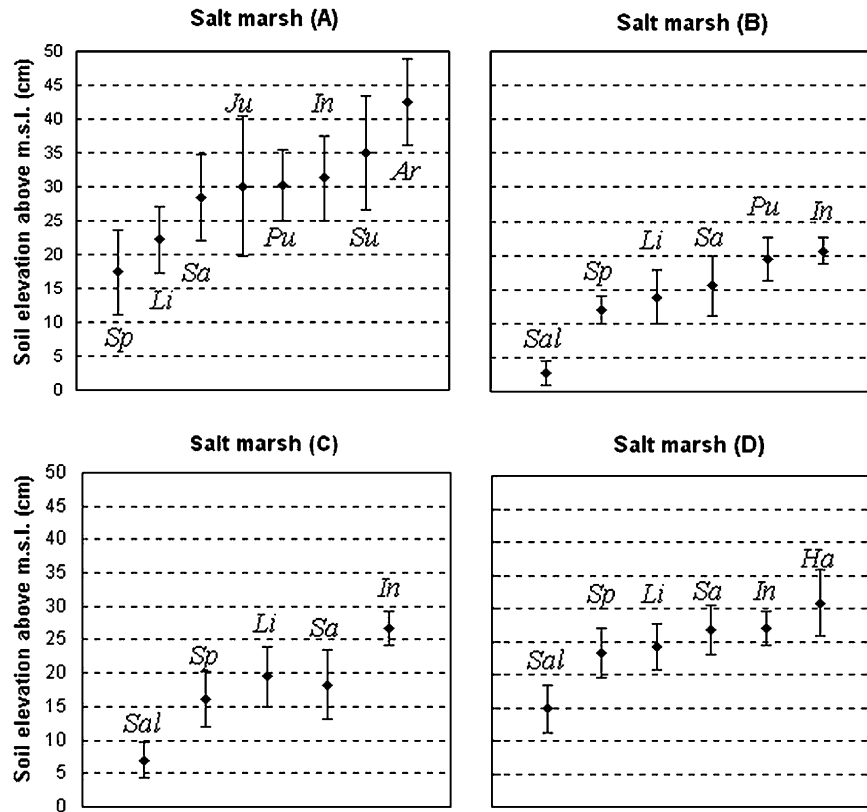 Salt marsh (A)
Salt marsh (B)
Soil elevation above m.s.l. (cm)
50
45
40
35
30
25
20
15
10
5
0
Sp
Li
Sa
Ju
Pu
In
Su
Ar
Sal
Sp
Li
Sa
Pu
In
Salt marsh (C)
Salt marsh (D)
Soil elevation above m.s.l. (cm)
50
45
40
35
30
25
20
15
10
5
0
Sal
Sp
Li
Sa
In
Sal
Sp
Li
Sa
In
Ha